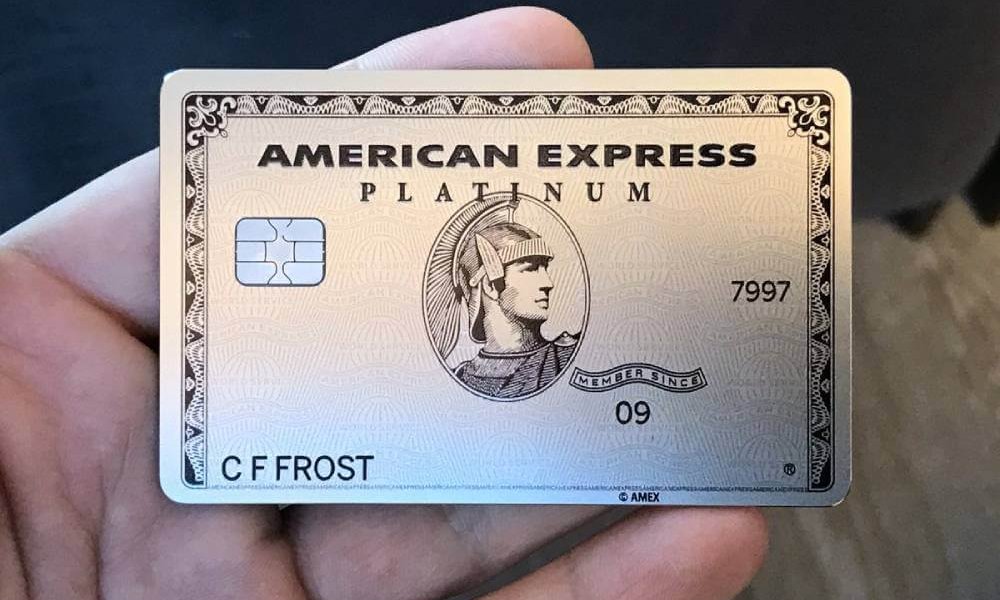 AMERICAN EXPRESS
PLATINUM
7997
MEMBER SINCE
09
C F FROST
®
© AMEX